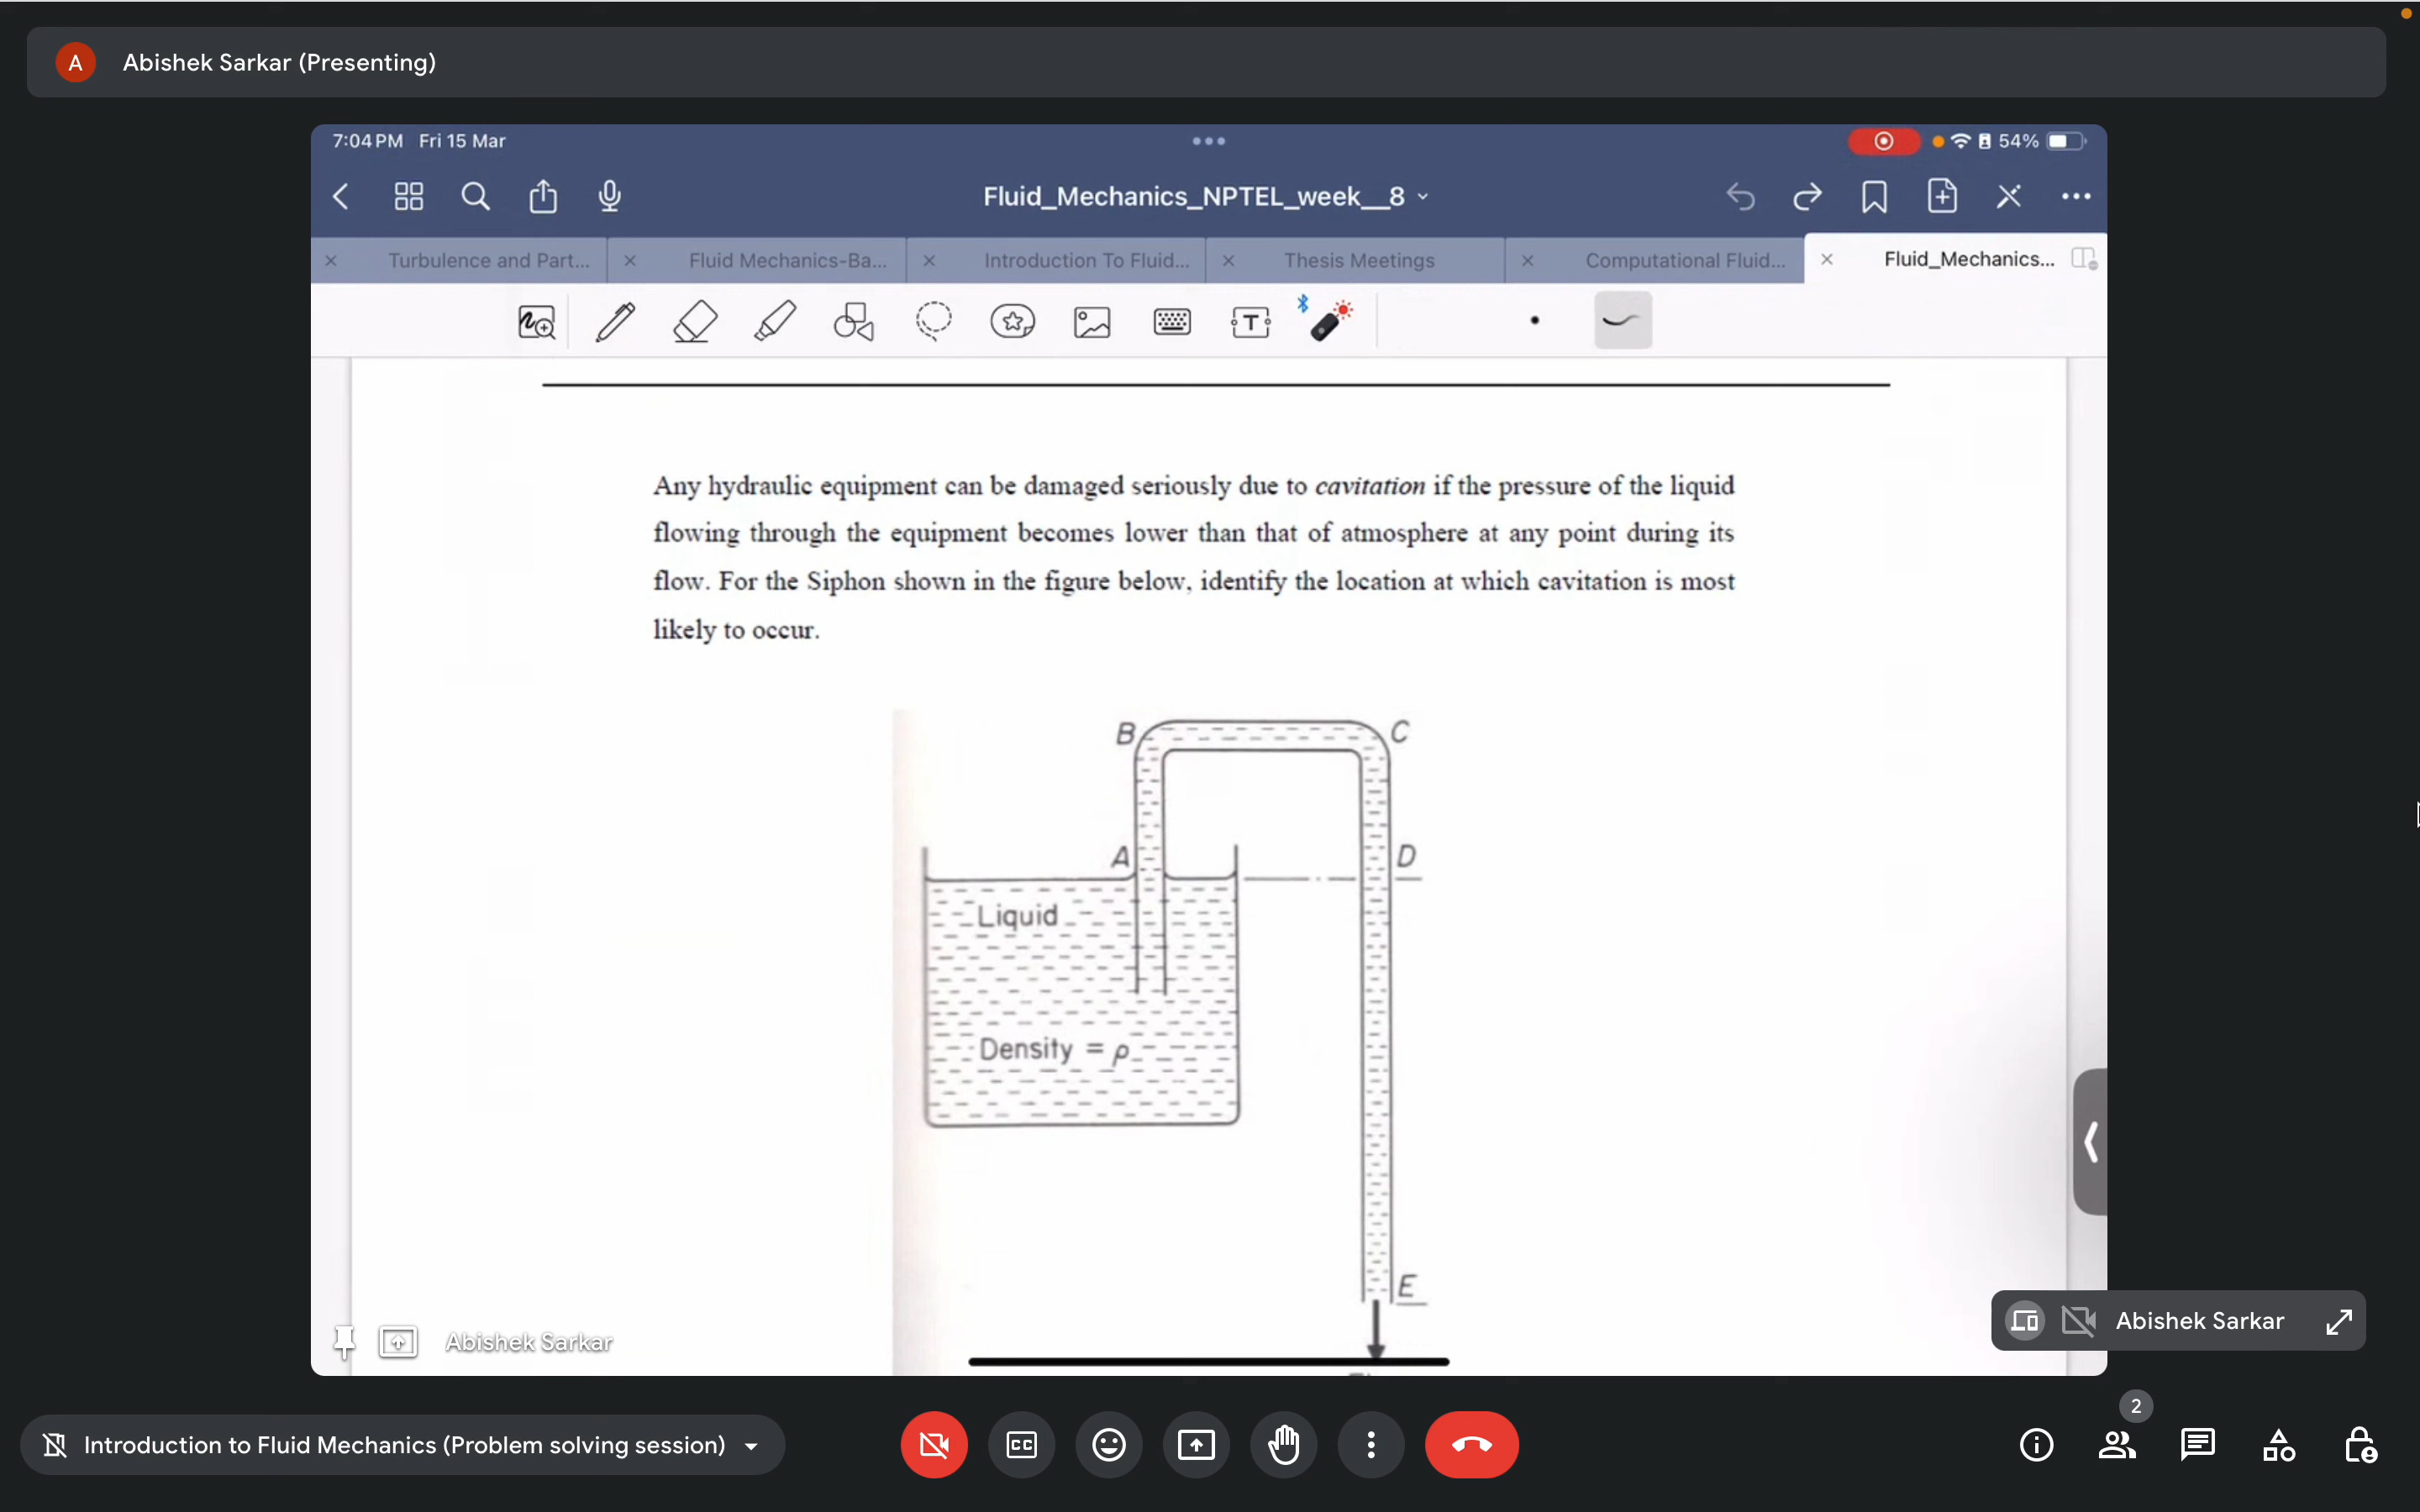 A Abishek Sarkar (Presenting)
7:04 PM Fri 15 Mar
54%
Fluid_Mechanics_NPTEL_week__8
Turbulence and Part...
Fluid Mechanics-Ba...
Introduction To Fluid...
Thesis Meetings
Computational Fluid...
Fluid_Mechanics...
T
Any hydraulic equipment can be damaged seriously due to cavitation if the pressure of the liquid
flowing through the equipment becomes lower than that of atmosphere at any point during its
flow. For the Siphon shown in the figure below, identify the location at which cavitation is most
likely to occur.
B
C
A
D
Liquid
Density = ρ
E
Abishek Sarkar
Abishek Sarkar
2
Introduction to Fluid Mechanics (Problem solving session)
CC